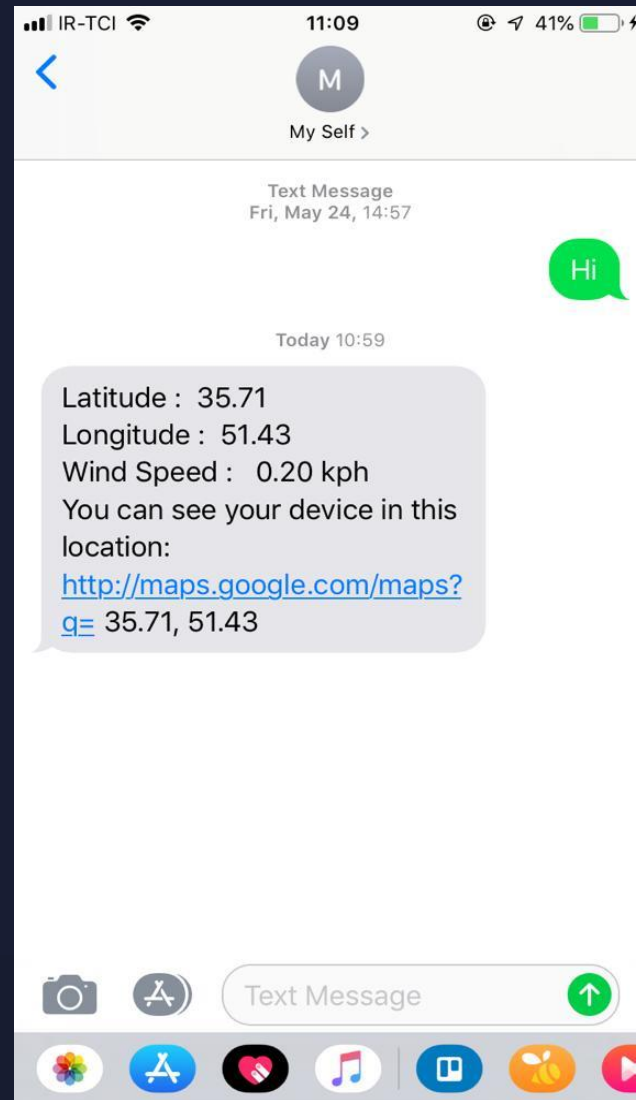 IR-TCI 11:09 41%
M
My Self >
Text Message
Fri, May 24, 14:57
Hi
Today 10:59
Latitude :  35.71
Longitude :  51.43
Wind Speed :   0.20 kph
You can see your device in this
location:
http://maps.google.com/maps?
q= 35.71, 51.43
Text Message